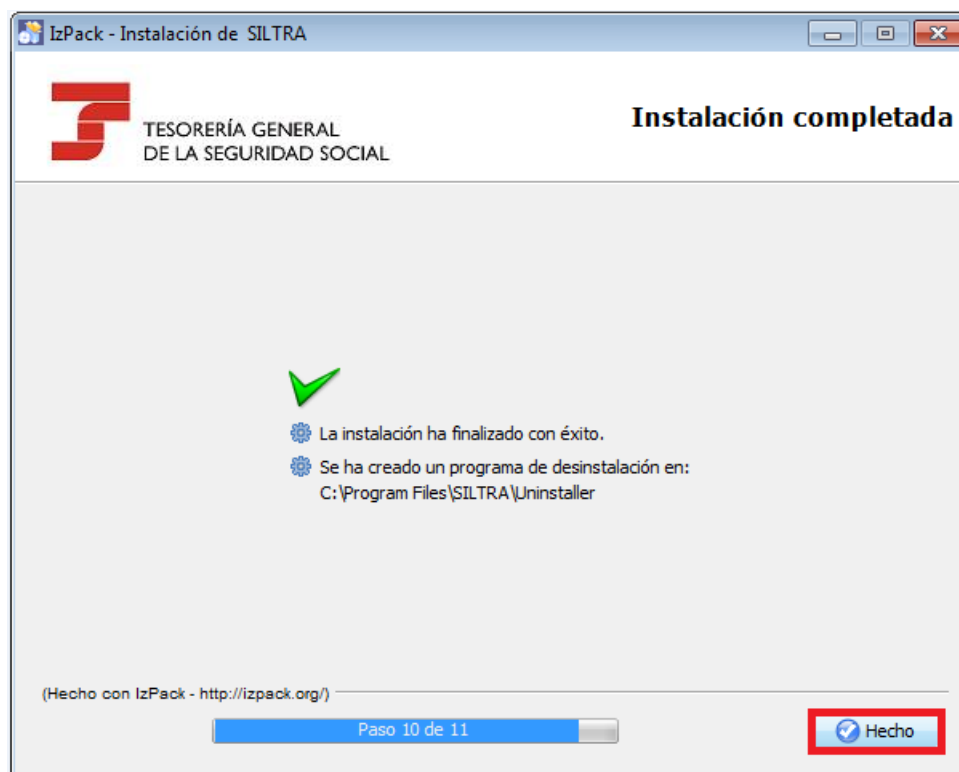 IzPack - Instalación de SILTRA
TESORERÍA GENERAL
DE LA SEGURIDAD SOCIAL
Instalación completada
La instalación ha finalizado con éxito.
Se ha creado un programa de desinstalación en:
C:\Program Files\SILTRA\Uninstaller
(Hecho con IzPack - http://izpack.org/)
Paso 10 de 11
Hecho